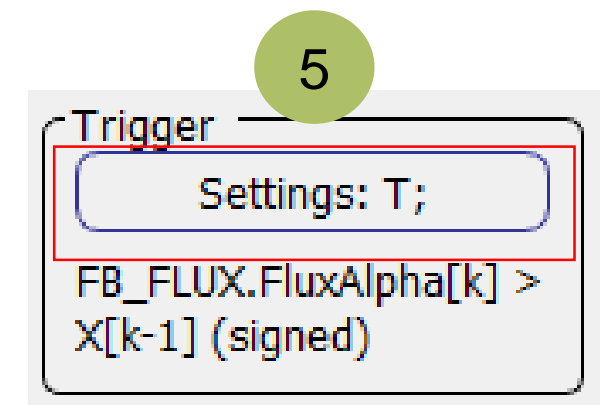 5
Trigger
Settings: T;
FB_FLUX.FluxAlpha[k] >
X[k-1] (signed)